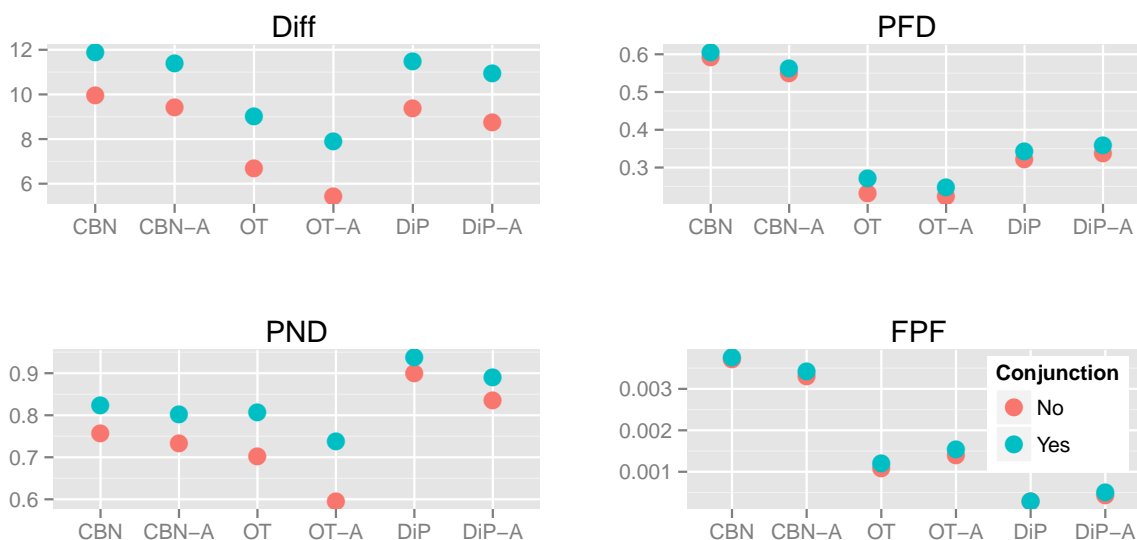 Diff
12
10
8
6
CBN CBN−A OT OT−A DiP DiP−A
PFD
0.6
0.5
0.4
0.3
CBN CBN−A OT OT−A DiP DiP−A
PND
0.9
0.8
0.7
0.6
CBN CBN−A OT OT−A DiP DiP−A
FPF
0.003
0.002
0.001
Conjunction
No
Yes
CBN CBN−A OT OT−A DiP DiP−A